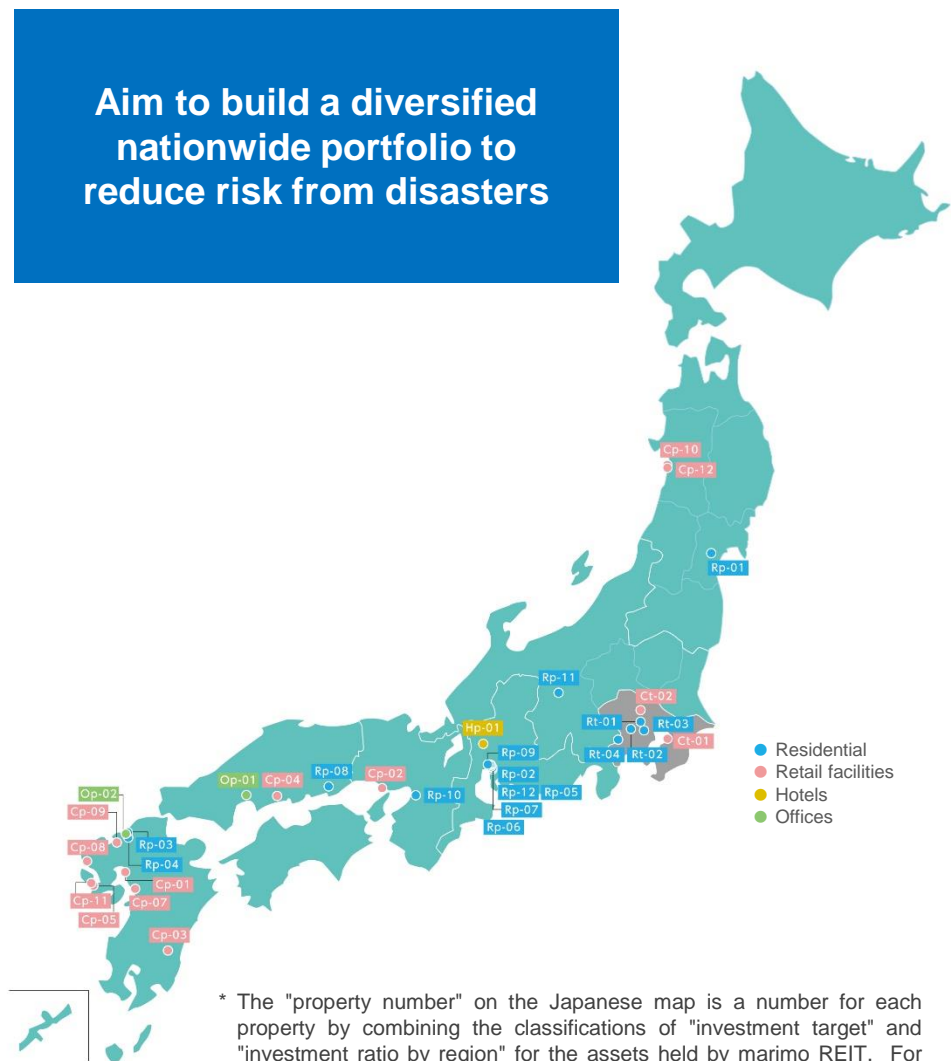 Aim to build a diversified
nationwide portfolio to
reduce risk from disasters
Cp-10
Cp-12
Rp-01
Rp-11
Ct-02
Rt-01
Rt-03
Ct-01
Rt-04
Rt-02
Hp-01
Rp-09
Rp-02
Rp-12
Rp-05
Rp-07
Rp-06
Rp-08
Cp-02
Op-01
Cp-04
Rp-10
Op-02
Cp-09
Rp-03
Cp-08
Rp-04
Cp-01
Cp-11
Cp-07
Cp-05
Cp-03
Residential
Retail facilities
Hotels
Offices
* The "property number" on the Japanese map is a number for each
property by combining the classifications of "investment target" and
"investment ratio by region" for the assets held by marimo REIT. For